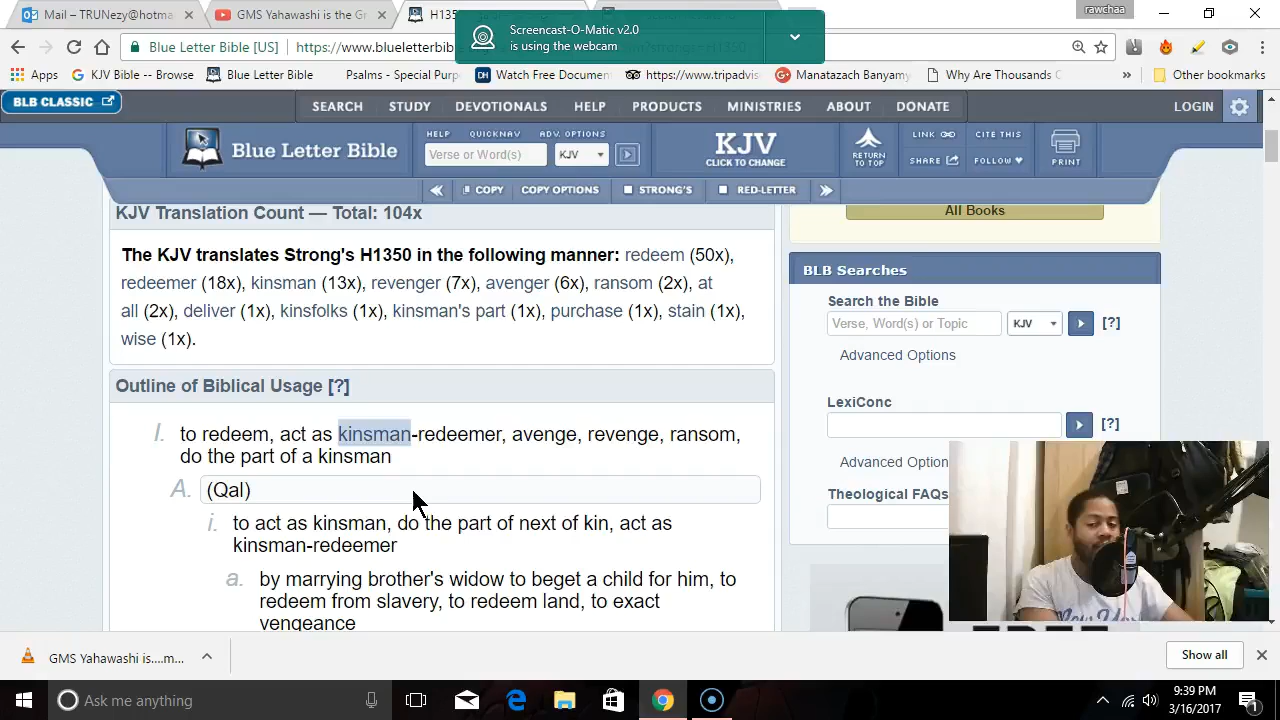 rawchaa
Mail – TRUNezy@hotma
GMS Yahawashi is the G
Screencast-O-Matic v2.0
is using the webcam
Blue Letter Bible [US]
https://www.blueletterbib
Apps
KJV Bible -- Browse
Blue Letter Bible
Psalms - Special Purp
Watch Free Documen
https://www.tripadvis
Manatazach Banyamy
Why Are Thousands
»
Other bookmarks
BLB CLASSIC
SEARCH
STUDY
DEVOTIONALS
HELP
PRODUCTS
MINISTRIES
ABOUT
DONATE
LOGIN
Blue Letter Bible
HELP
QUICKNAV
ADV. OPTIONS
Verse or Word(s)
KJV
KJV
CLICK TO CHANGE
RETURN
TO TOP
LINK
CITE THIS
SHARE
FOLLOW
PRINT
COPY
COPY OPTIONS
STRONG'S
RED-LETTER
KJV Translation Count — Total: 104x
The KJV translates Strong's H1350 in the following manner: redeem (50x),
redeemer (18x), kinsman (13x), revenger (7x), avenger (6x), ransom (2x), at
all (2x), deliver (1x), kinsfolks (1x), kinsman's part (1x), purchase (1x), stain (1x),
wise (1x).
Outline of Biblical Usage [?]
I. to redeem, act as kinsman-redeemer, avenge, revenge, ransom,
do the part of a kinsman
A. (Qal)
i. to act as kinsman, do the part of next of kin, act as
kinsman-redeemer
a. by marrying brother's widow to beget a child for him, to
redeem from slavery, to redeem land, to exact
vengeance
All Books
BLB Searches
Search the Bible
Verse, Word(s) or Topic
KJV
[?]
Advanced Options
LexiConc
[?]
Advanced Option
Theological FAQs
GMS Yahawashi is....m...
Show all
Ask me anything
9:39 PM
3/16/2017
1